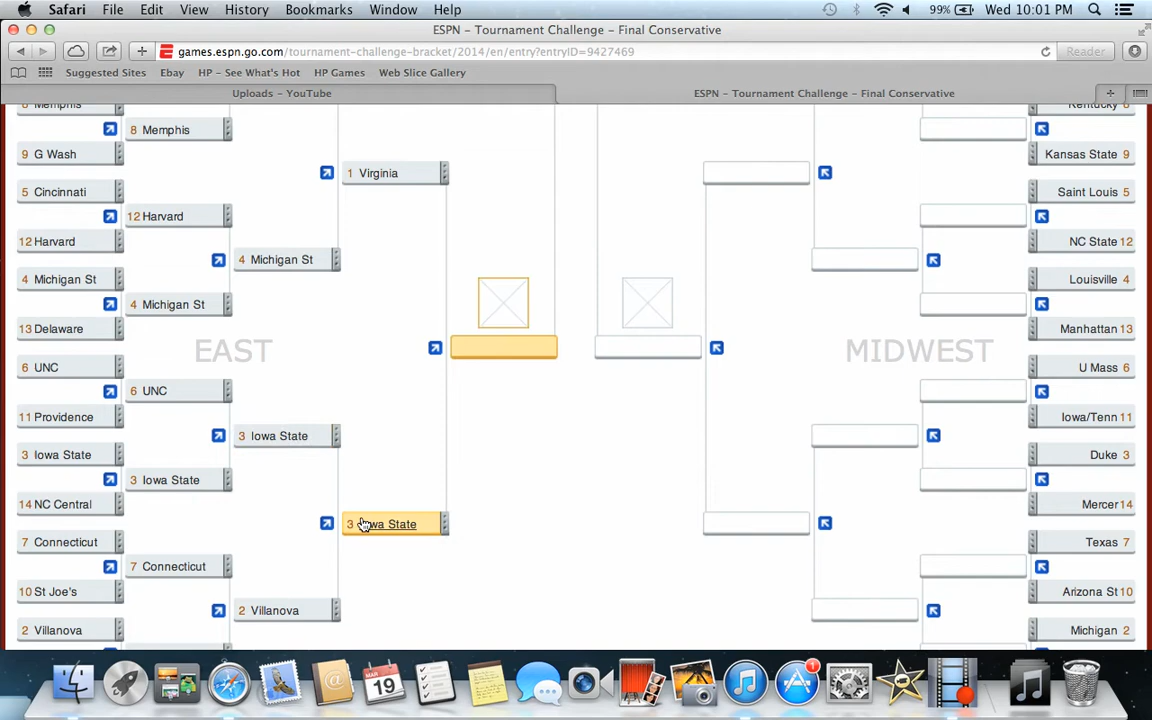 Safari File Edit View History Bookmarks Window Help 99% Wed 10:01 PM
ESPN - Tournament Challenge - Final Conservative
games.espn.go.com/tournament-challenge-bracket/2014/en/entry?entryID=9427469 Reader
Suggested Sites Ebay HP - See What's Hot HP Games Web Slice Gallery
Uploads - YouTube ESPN - Tournament Challenge - Final Conservative
8 Memphis Kentucky 8
8 Memphis
9 G Wash Kansas State 9
1 Virginia
5 Cincinnati Saint Louis 5
12 Harvard
12 Harvard NC State 12
4 Michigan St
4 Michigan St Louisville 4
4 Michigan St
13 Delaware Manhattan 13
EAST MIDWEST
6 UNC U Mass 6
6 UNC
11 Providence Iowa/Tenn 11
3 Iowa State
3 Iowa State Duke 3
3 Iowa State
14 NC Central Mercer 14
3 Iowa State
7 Connecticut Texas 7
7 Connecticut
10 St Joe's Arizona St 10
2 Villanova
2 Villanova Michigan 2
MAR
19
1